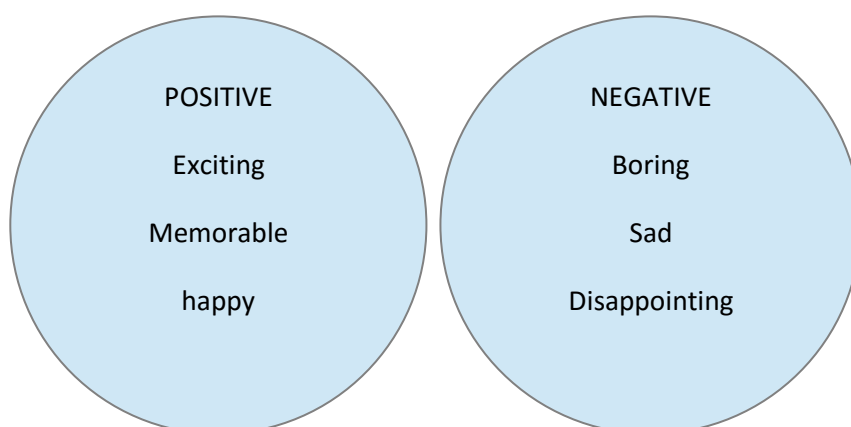 POSITIVE
Exciting
Memorable
happy
NEGATIVE
Boring
Sad
Disappointing